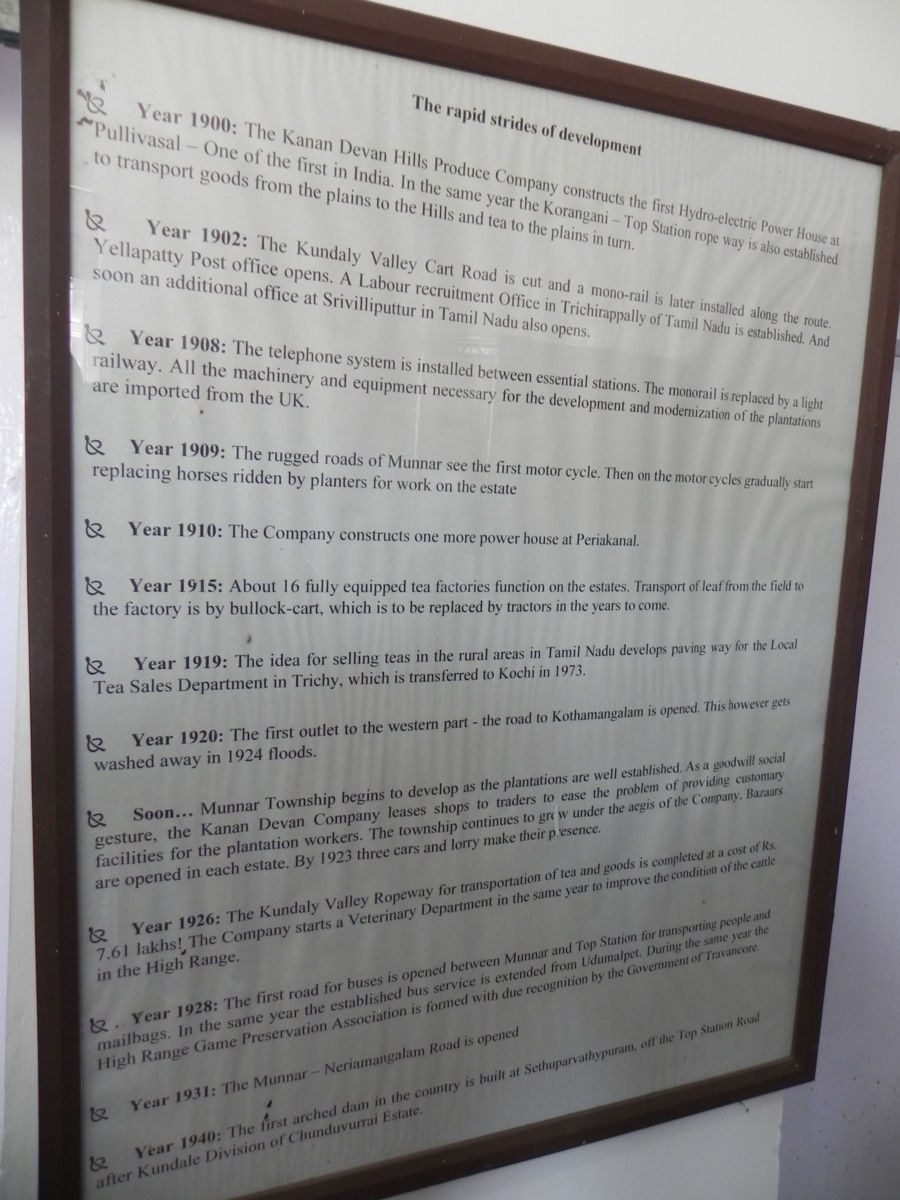 The rapid strides of development
Year 1900: The Kanan Devan Hills Produce Company constructs the first Hydro-electric Power House at
Pullivasal – One of the first in India. In the same year the Korangani – Top Station rope way is also established
to transport goods from the plains to the Hills and tea to the plains in turn.
Year 1902: The Kundaly Valley Cart Road is cut and a mono-rail is later installed along the route.
Yellapatty Post office opens. A Labour recruitment Office in Trichirappally of Tamil Nadu is established. And
soon an additional office at Srivilliputtur in Tamil Nadu also opens.
Year 1908: The telephone system is installed between essential stations. The monorail is replaced by a light
railway. All the machinery and equipment necessary for the development and modernization of the plantations
are imported from the UK.
Year 1909: The rugged roads of Munnar see the first motor cycle. Then on the motor cycles gradually start
replacing horses ridden by planters for work on the estate
Year 1910: The Company constructs one more power house at Periakanal.
Year 1915: About 16 fully equipped tea factories function on the estates. Transport of leaf from the field to
the factory is by bullock-cart, which is to be replaced by tractors in the years to come.
Year 1919: The idea for selling teas in the rural areas in Tamil Nadu develops paving way for the Local
Tea Sales Department in Trichy, which is transferred to Kochi in 1973.
Year 1920: The first outlet to the western part - the road to Kothamangalam is opened. This however gets
washed away in 1924 floods.
Soon... Munnar Township begins to develop as the plantations are well established. As a goodwill social
gesture, the Kanan Devan Company leases shops to traders to ease the problem of providing customary
facilities for the plantation workers. The township continues to grow under the aegis of the Company. Bazaars
are opened in each estate. By 1923 three cars and lorry make their presence.
Year 1926: The Kundaly Valley Ropeway for transportation of tea and goods is completed at a cost of Rs.
7.61 lakhs! The Company starts a Veterinary Department in the same year to improve the condition of the cattle
in the High Range.
Year 1928: The first road for buses is opened between Munnar and Top Station for transporting people and
mailbags. In the same year the established bus service is extended from Udumalpet. During the same year the
High Range Game Preservation Association is formed with due recognition by the Government of Travancore.
Year 1931: The Munnar – Neriamangalam Road is opened
Year 1940: The first arched dam in the country is built at Sethuparvathypuram, off the Top Station Road
after Kundale Division of Chunduvurrai Estate.